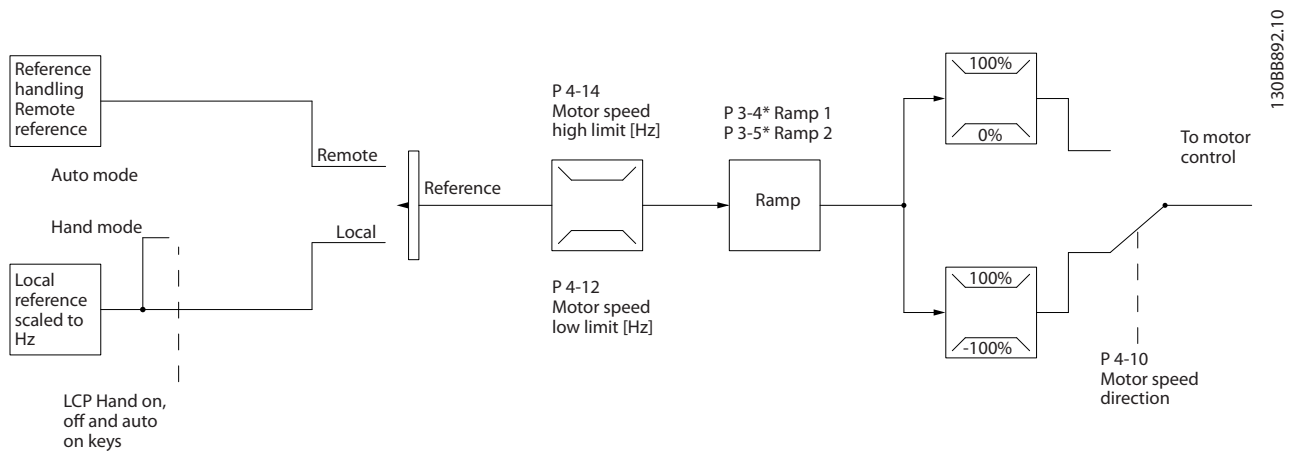 Reference
handling
Remote
reference
Auto mode
Hand mode
Local
reference
scaled to
Hz
LCP Hand on,
off and auto
on keys
Remote
Local
Reference
P 4-14
Motor speed
high limit [Hz]
P 4-12
Motor speed
low limit [Hz]
P 3-4* Ramp 1
P 3-5* Ramp 2
Ramp
100%
0%
100%
-100%
To motor
control
P 4-10
Motor speed
direction
130BB892.10